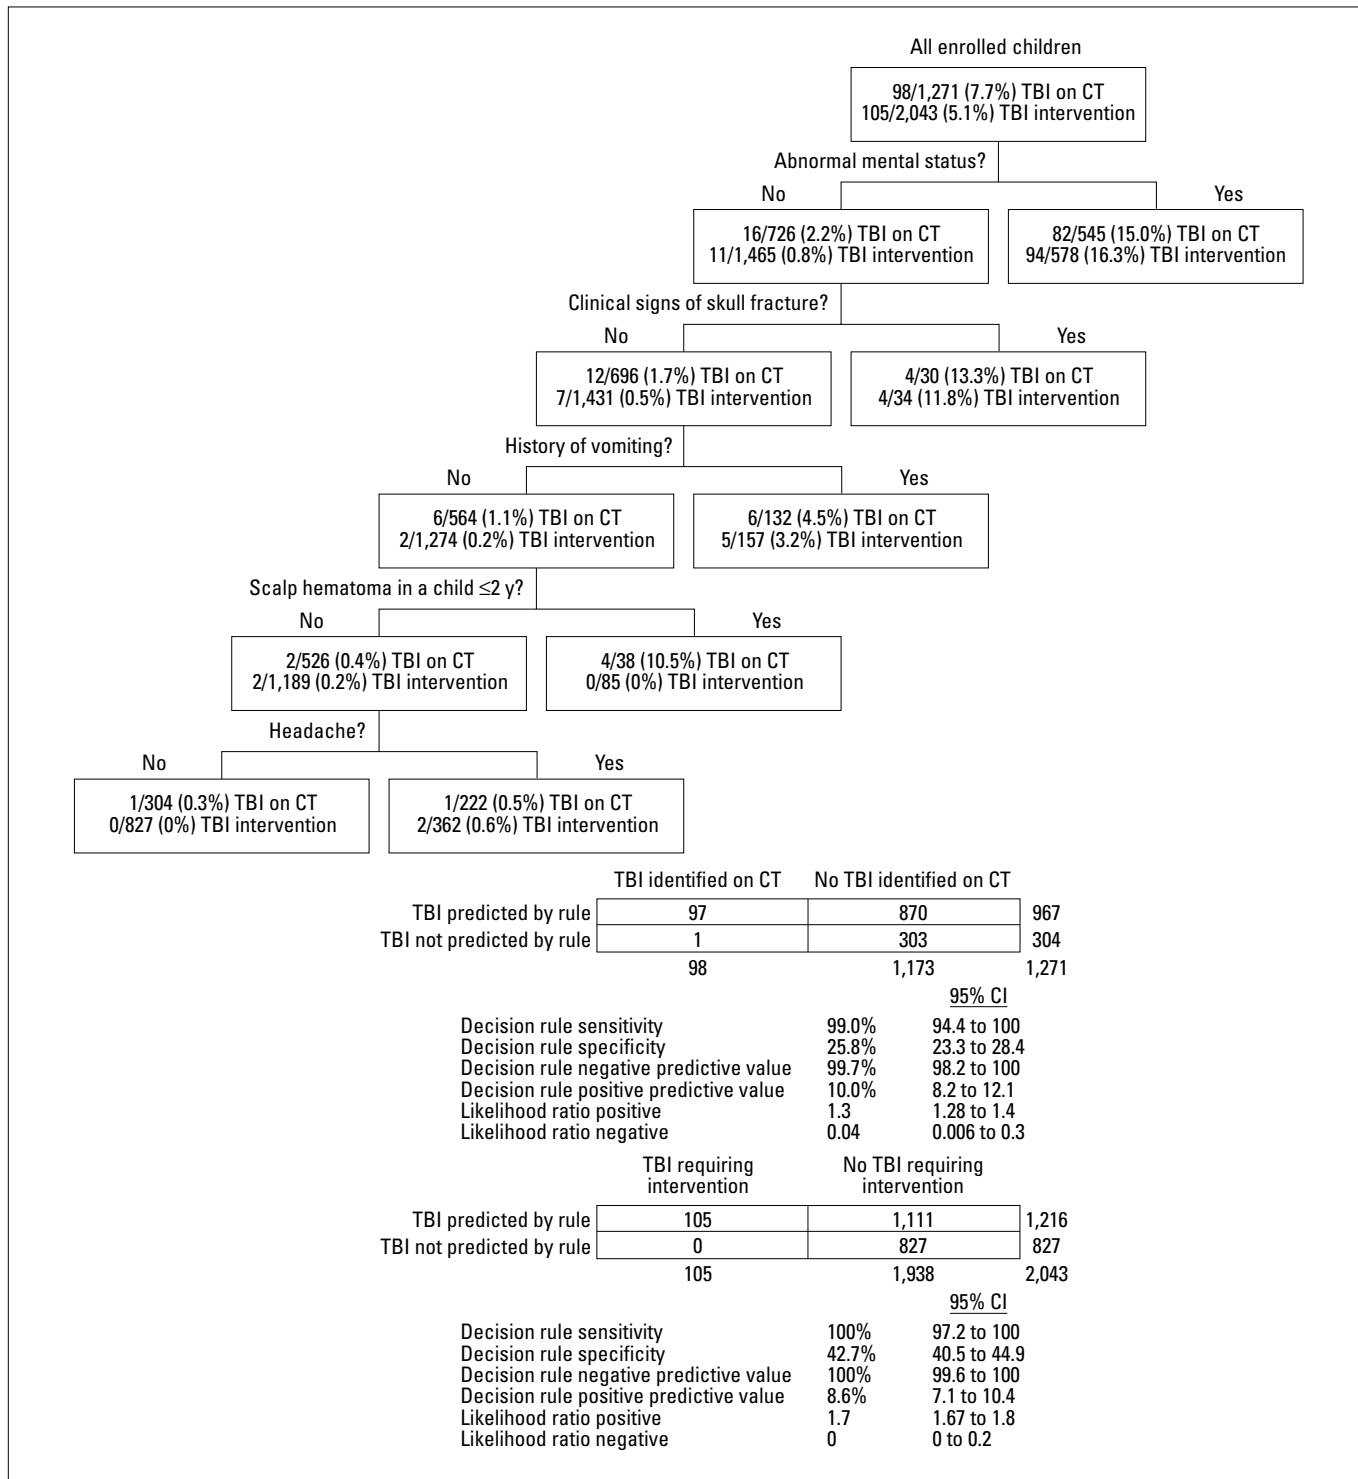 All enrolled children
98/1,271 (7.7%) TBI on CT
105/2,043 (5.1%) TBI intervention
Abnormal mental status?
No Yes
16/726 (2.2%) TBI on CT 82/545 (15.0%) TBI on CT
11/1,465 (0.8%) TBI intervention 94/578 (16.3%) TBI intervention
Clinical signs of skull fracture?
No Yes
12/696 (1.7%) TBI on CT 4/30 (13.3%) TBI on CT
7/1,431 (0.5%) TBI intervention 4/34 (11.8%) TBI intervention
History of vomiting?
No Yes
6/564 (1.1%) TBI on CT 6/132 (4.5%) TBI on CT
2/1,274 (0.2%) TBI intervention 5/157 (3.2%) TBI intervention
Scalp hematoma in a child ≤2 y?
No Yes
2/526 (0.4%) TBI on CT 4/38 (10.5%) TBI on CT
2/1,189 (0.2%) TBI intervention 0/85 (0%) TBI intervention
Headache?
No Yes
1/304 (0.3%) TBI on CT 1/222 (0.5%) TBI on CT
0/827 (0%) TBI intervention 2/362 (0.6%) TBI intervention
TBI identified on CT No TBI identified on CT
TBI predicted by rule 97 870 967
TBI not predicted by rule 1 303 304
98 1,173 1,271
95% CI
Decision rule sensitivity 99.0% 94.4 to 100
Decision rule specificity 25.8% 23.3 to 28.4
Decision rule negative predictive value 99.7% 98.2 to 100
Decision rule positive predictive value 10.0% 8.2 to 12.1
Likelihood ratio positive 1.3 1.28 to 1.4
Likelihood ratio negative 0.04 0.006 to 0.3
TBI requiring No TBI requiring
intervention intervention
TBI predicted by rule 105 1,111 1,216
TBI not predicted by rule 0 827 827
105 1,938 2,043
95% CI
Decision rule sensitivity 100% 97.2 to 100
Decision rule specificity 42.7% 40.5 to 44.9
Decision rule negative predictive value 100% 99.6 to 100
Decision rule positive predictive value 8.6% 7.1 to 10.4
Likelihood ratio positive 1.7 1.67 to 1.8
Likelihood ratio negative 0 0 to 0.2